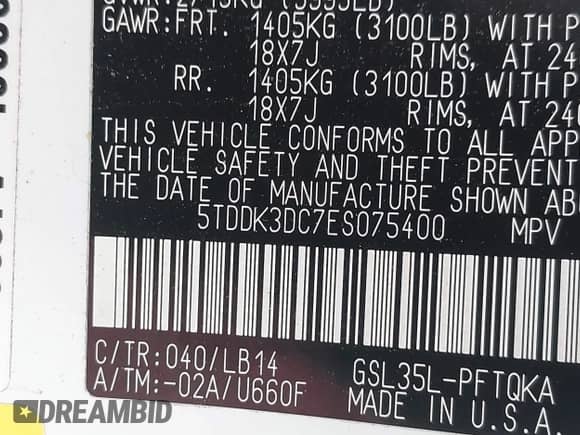 GAWR:FRT. 1405KG (3100LB) WITH P
18X7J RIMS, AT 24
RR. 1405KG (3100LB) WITH P
18X7J RIMS, AT 240
THIS VEHICLE CONFORMS TO ALL APP
VEHICLE SAFETY AND THEFT PREVENT
THE DATE OF MANUFACTURE SHOWN AB
5TDDK3DC7ES075400 MPV
C/TR:040/LB14 GSL35L-PFTQKA
A/TM:-02A/U660F MADE IN U.S.A.
DREAMBID